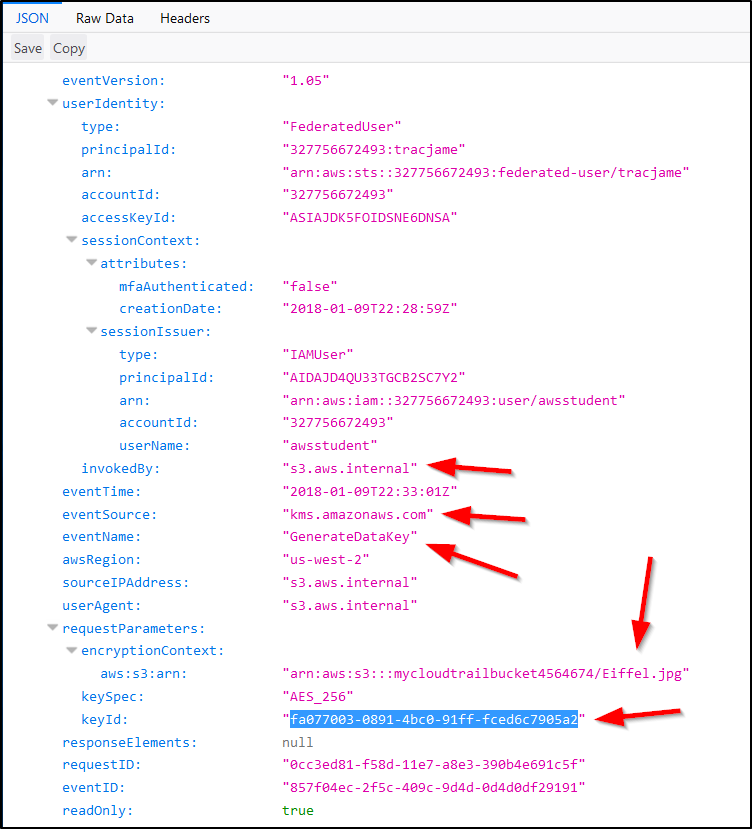 JSON Raw Data Headers
Save Copy
eventVersion: "1.05"
userIdentity:
type: "FederatedUser"
principalId: "327756672493:tracjame"
arn: "arn:aws:sts::327756672493:federated-user/tracjame"
accountId: "327756672493"
accessKeyId: "ASIAJDK5FOIDSNE6DNSA"
sessionContext:
attributes:
mfaAuthenticated: "false"
creationDate: "2018-01-09T22:28:59Z"
sessionIssuer:
type: "IAMUser"
principalId: "AIDAJD4QU33TGCB2SC7Y2"
arn: "arn:aws:iam::327756672493:user/awsstudent"
accountId: "327756672493"
userName: "awsstudent"
invokedBy: "s3.aws.internal"
eventTime: "2018-01-09T22:33:01Z"
eventSource: "kms.amazonaws.com"
eventName: "GenerateDataKey"
awsRegion: "us-west-2"
sourceIPAddress: "s3.aws.internal"
userAgent: "s3.aws.internal"
requestParameters:
encryptionContext:
aws:s3:arn: "arn:aws:s3:::mycloudtrailbucket4564674/Eiffel.jpg"
keySpec: "AES_256"
keyId: "fa077003-0891-4bc0-91ff-fced6c7905a2"
responseElements: null
requestID: "0cc3ed81-f58d-11e7-a8e3-390b4e691c5f"
eventID: "857f04ec-2f5c-409c-9d4d-0d4d0df29191"
readOnly: true